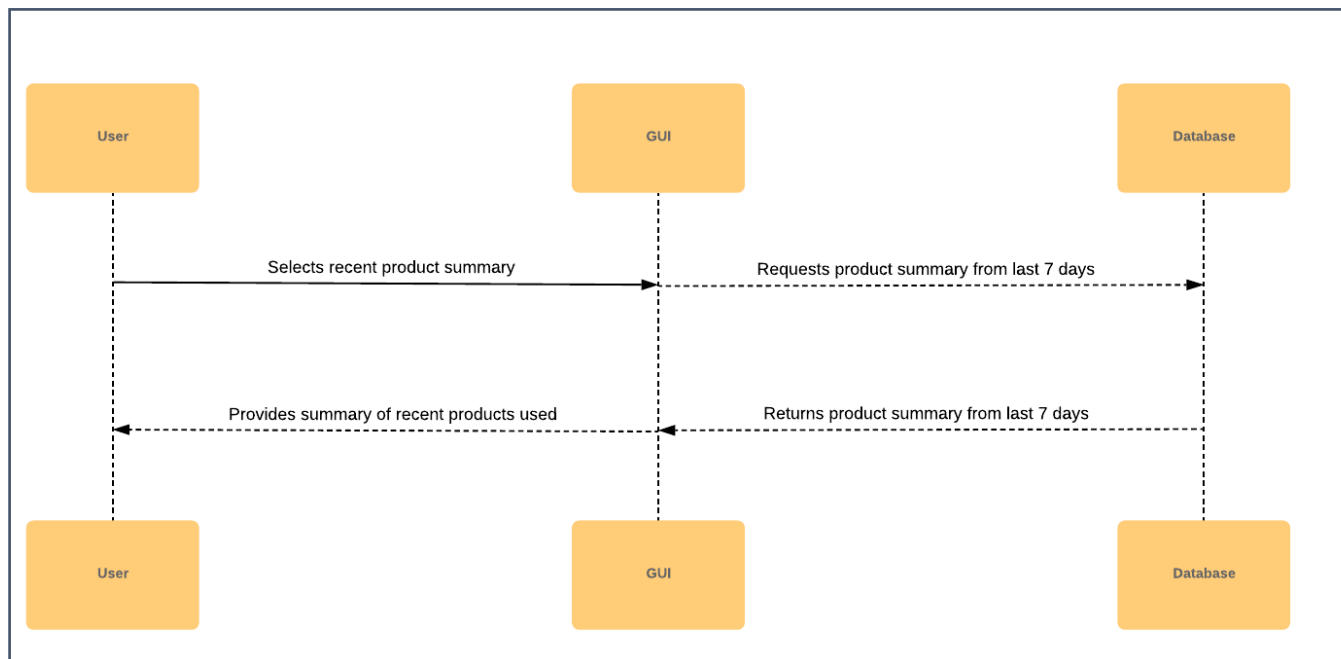 User
GUI
Database
Selects recent product summary
Requests product summary from last 7 days
Provides summary of recent products used
Returns product summary from last 7 days
User
GUI
Database